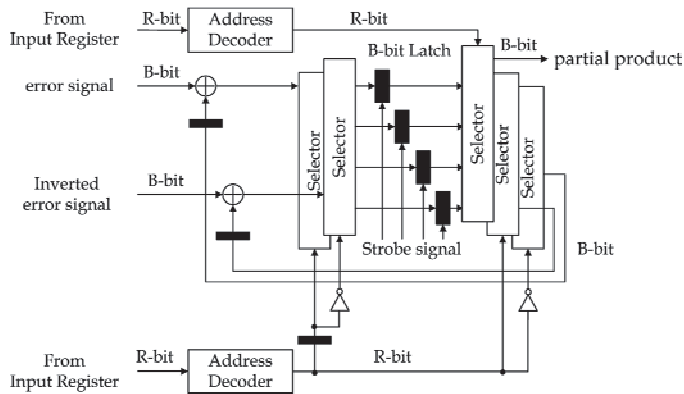 From
Input Register
R-bit
Address
Decoder
R-bit
B-bit Latch
B-bit
partial product
error signal
B-bit
Selector
Selector
Selector
Selector
Selector
Inverted
error signal
B-bit
Strobe signal
B-bit
From
Input Register
R-bit
Address
Decoder
R-bit